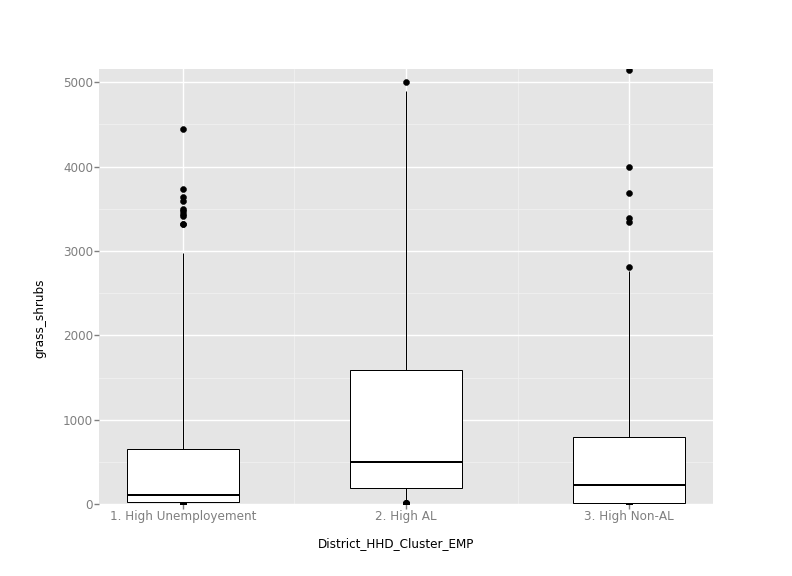 5000
4000
3000
2000
1000
0
grass_shrubs
1. High Unemployement
2. High AL
3. High Non-AL
District_HHD_Cluster_EMP